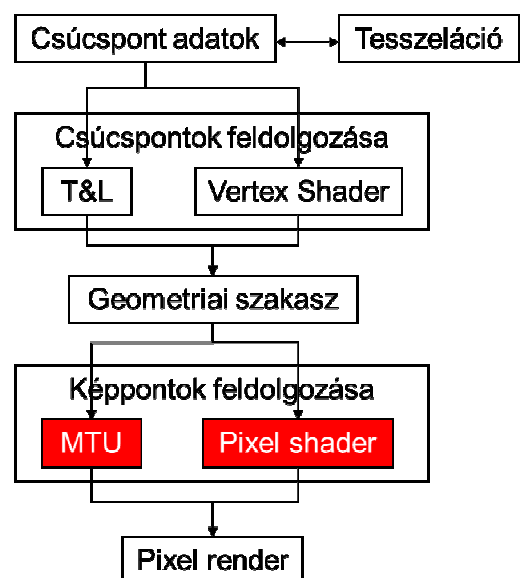 Csúcspont adatok
Tesszeláció
Csúcspontok feldolgozása
T&L
Vertex Shader
Geometriai szakasz
Képpontok feldolgozása
MTU
Pixel shader
Pixel render